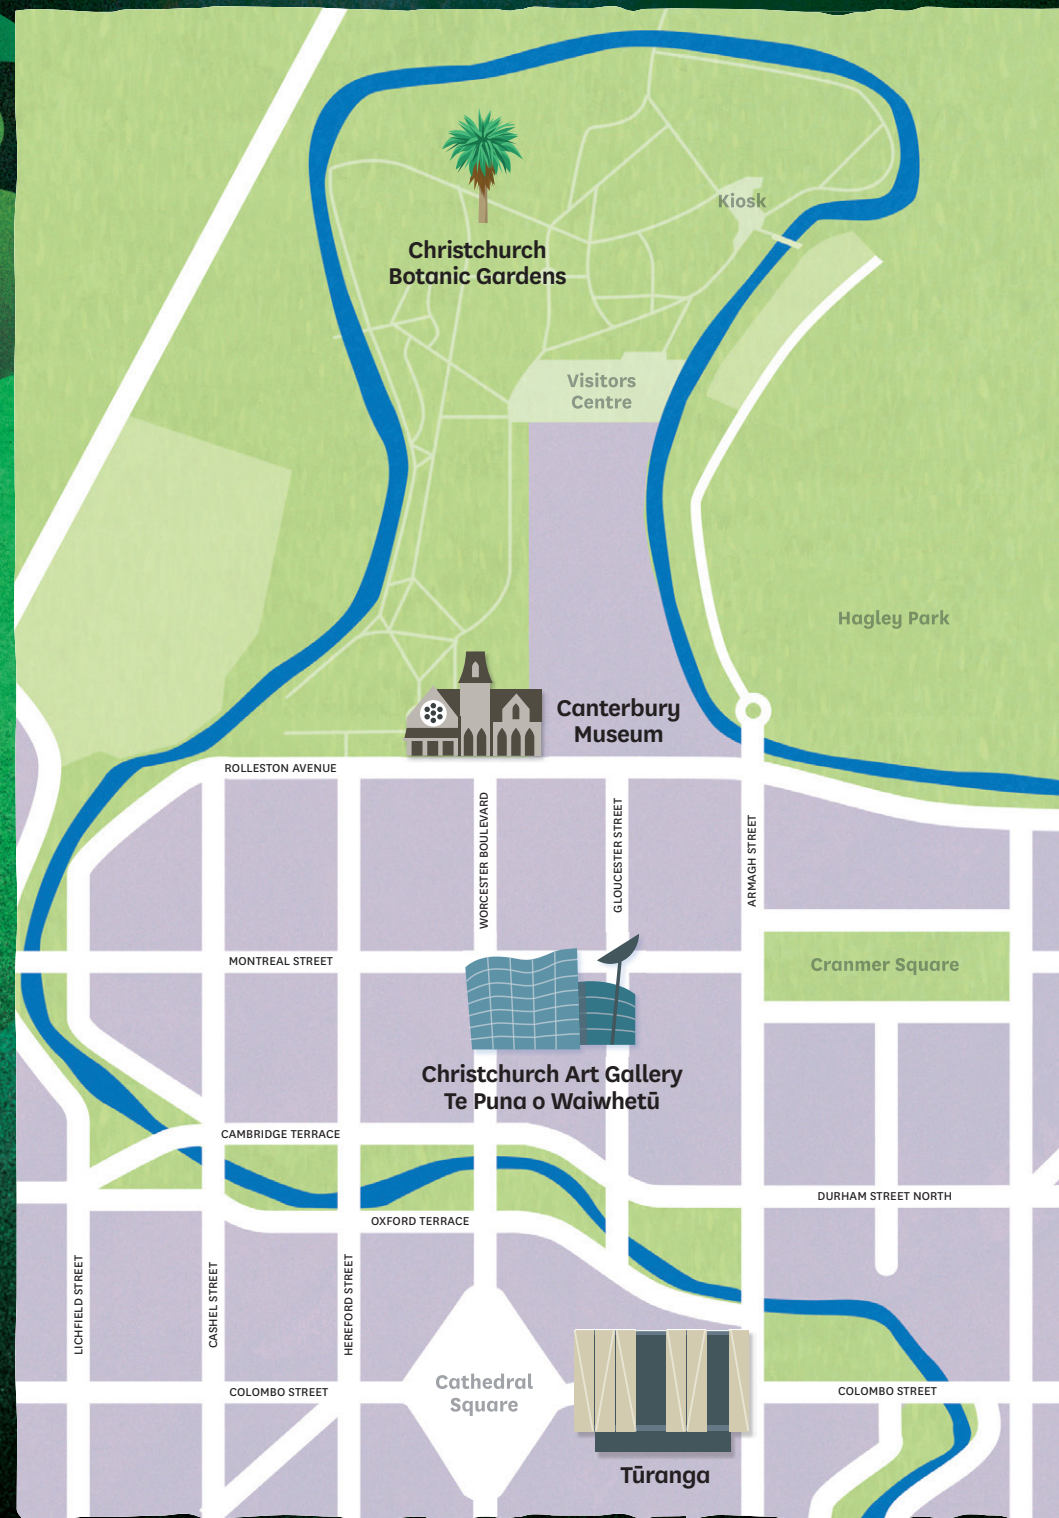 Kiosk
Christchurch
Botanic Gardens
Visitors
Centre
Hagley Park
Canterbury
Museum
ROLLESTON AVENUE
WORCESTER BOULEVARD
GLOUCESTER STREET
ARMAGH STREET
MONTREAL STREET
Cranmer Square
Christchurch Art Gallery
Te Puna o Waiwhetū
CAMBRIDGE TERRACE
DURHAM STREET NORTH
OXFORD TERRACE
LICHFIELD STREET
CASHEL STREET
HEREFORD STREET
COLOMBO STREET
Cathedral
Square
COLOMBO STREET
Tūranga